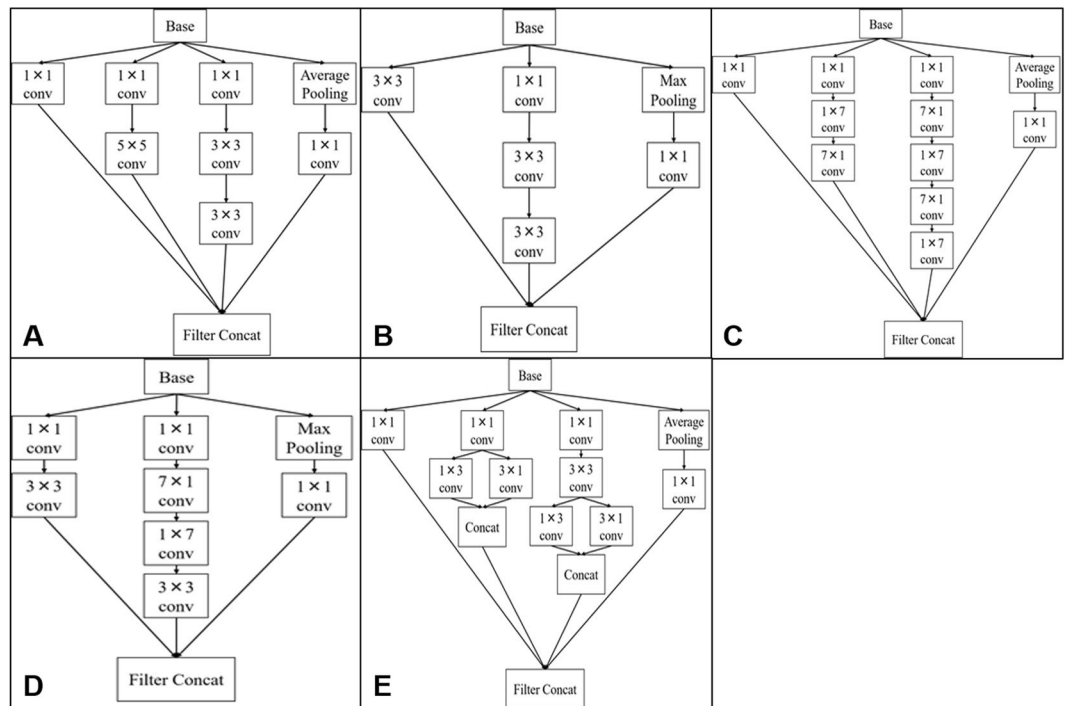 Base
1×1
conv
1×1
conv
1×1
conv
Average
Pooling
5×5
conv
3×3
conv
1×1
conv
3×3
conv
Filter Concat
A
Base
3×3
conv
1×1
conv
Max
Pooling
3×3
conv
1×1
conv
3×3
conv
Filter Concat
B
Base
1×1
conv
1×1
conv
1×1
conv
Average
Pooling
1×7
conv
7×1
conv
1×1
conv
7×1
conv
1×7
conv
7×1
conv
1×7
conv
Filter Concat
C
Base
1×1
conv
1×1
conv
Max
Pooling
3×3
conv
7×1
conv
1×1
conv
1×7
conv
3×3
conv
Filter Concat
D
Base
1×1
conv
1×1
conv
1×1
conv
Average
Pooling
1×3
conv
3×1
conv
3×3
conv
1×1
conv
Concat
1×3
conv
3×1
conv
Concat
Filter Concat
E